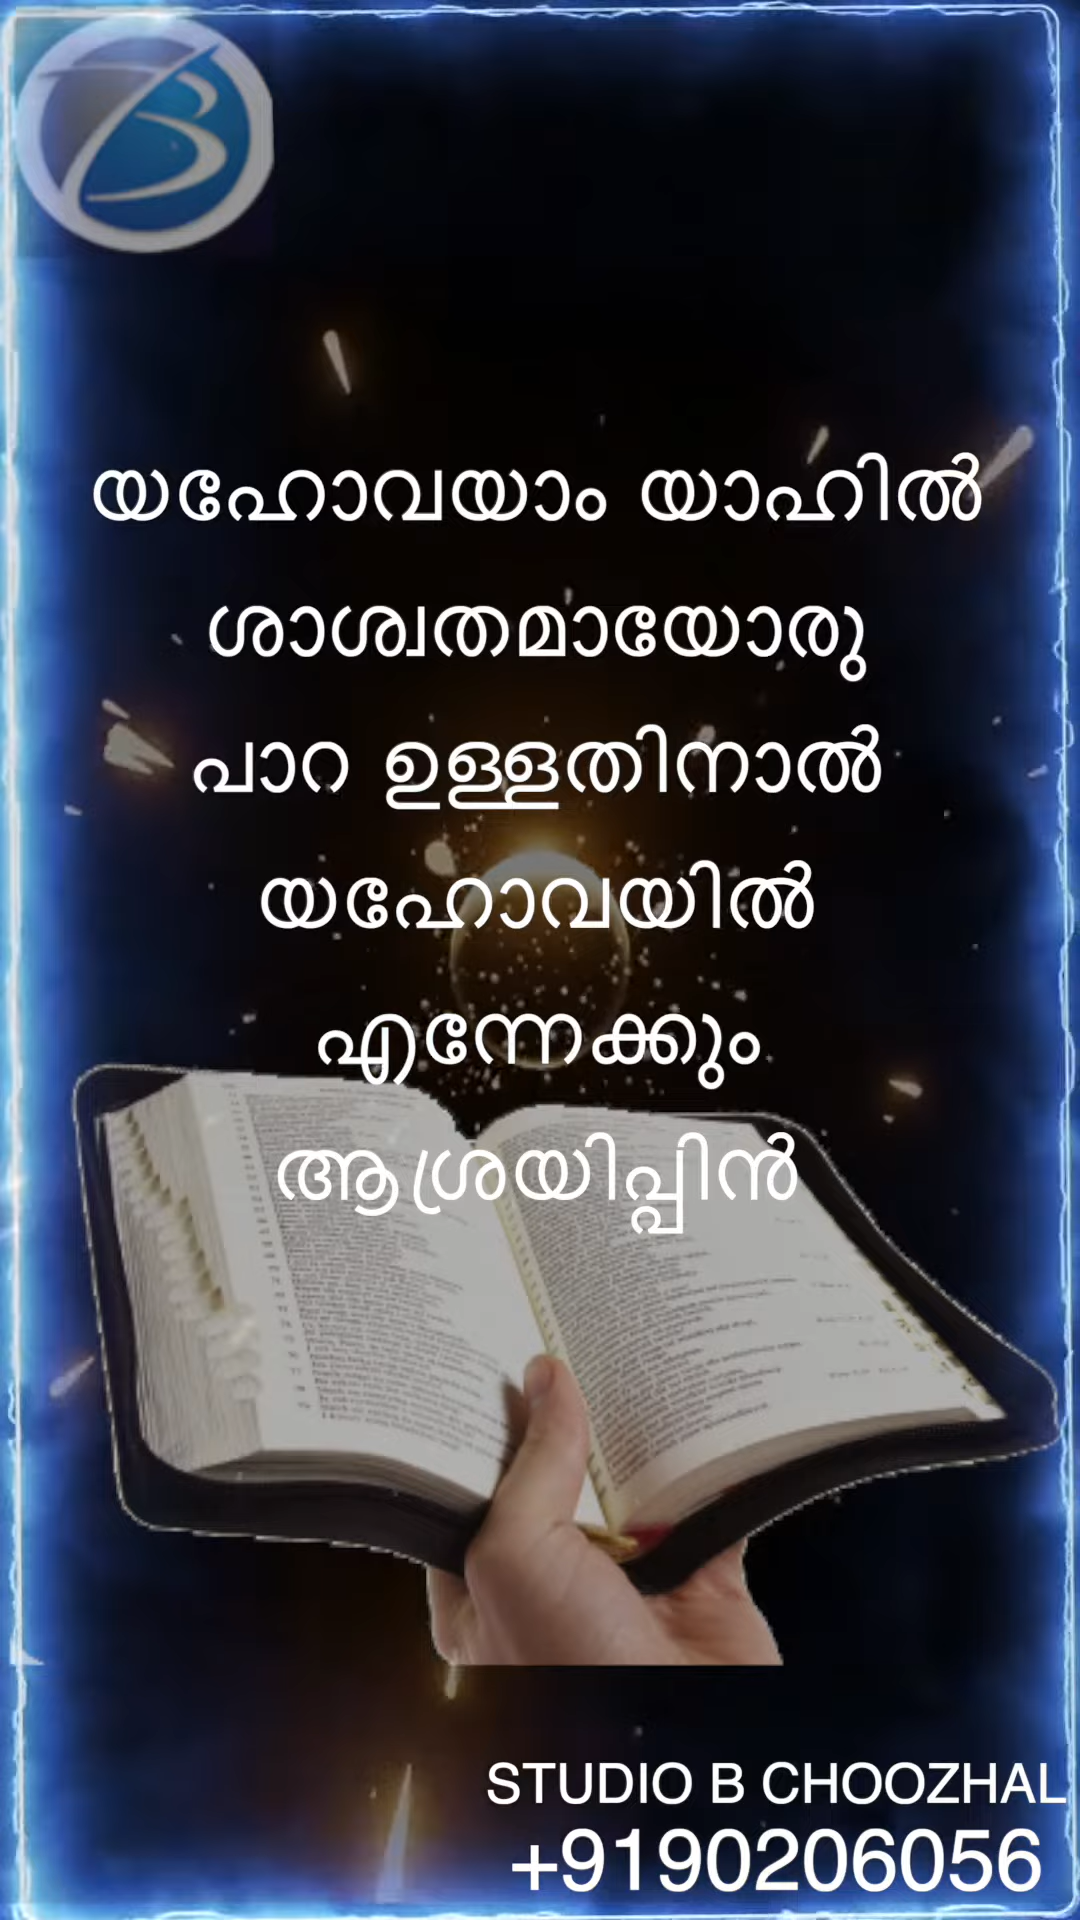 യഹോവയാം യാഹിൽ
ശാശ്വതമായോരു
പാറ ഉള്ളതിനാൽ
യഹോവയിൽ
എന്നേക്കും
ആശ്രയിപ്പിൻ
STUDIO B CHOOZHAL
+9190206056